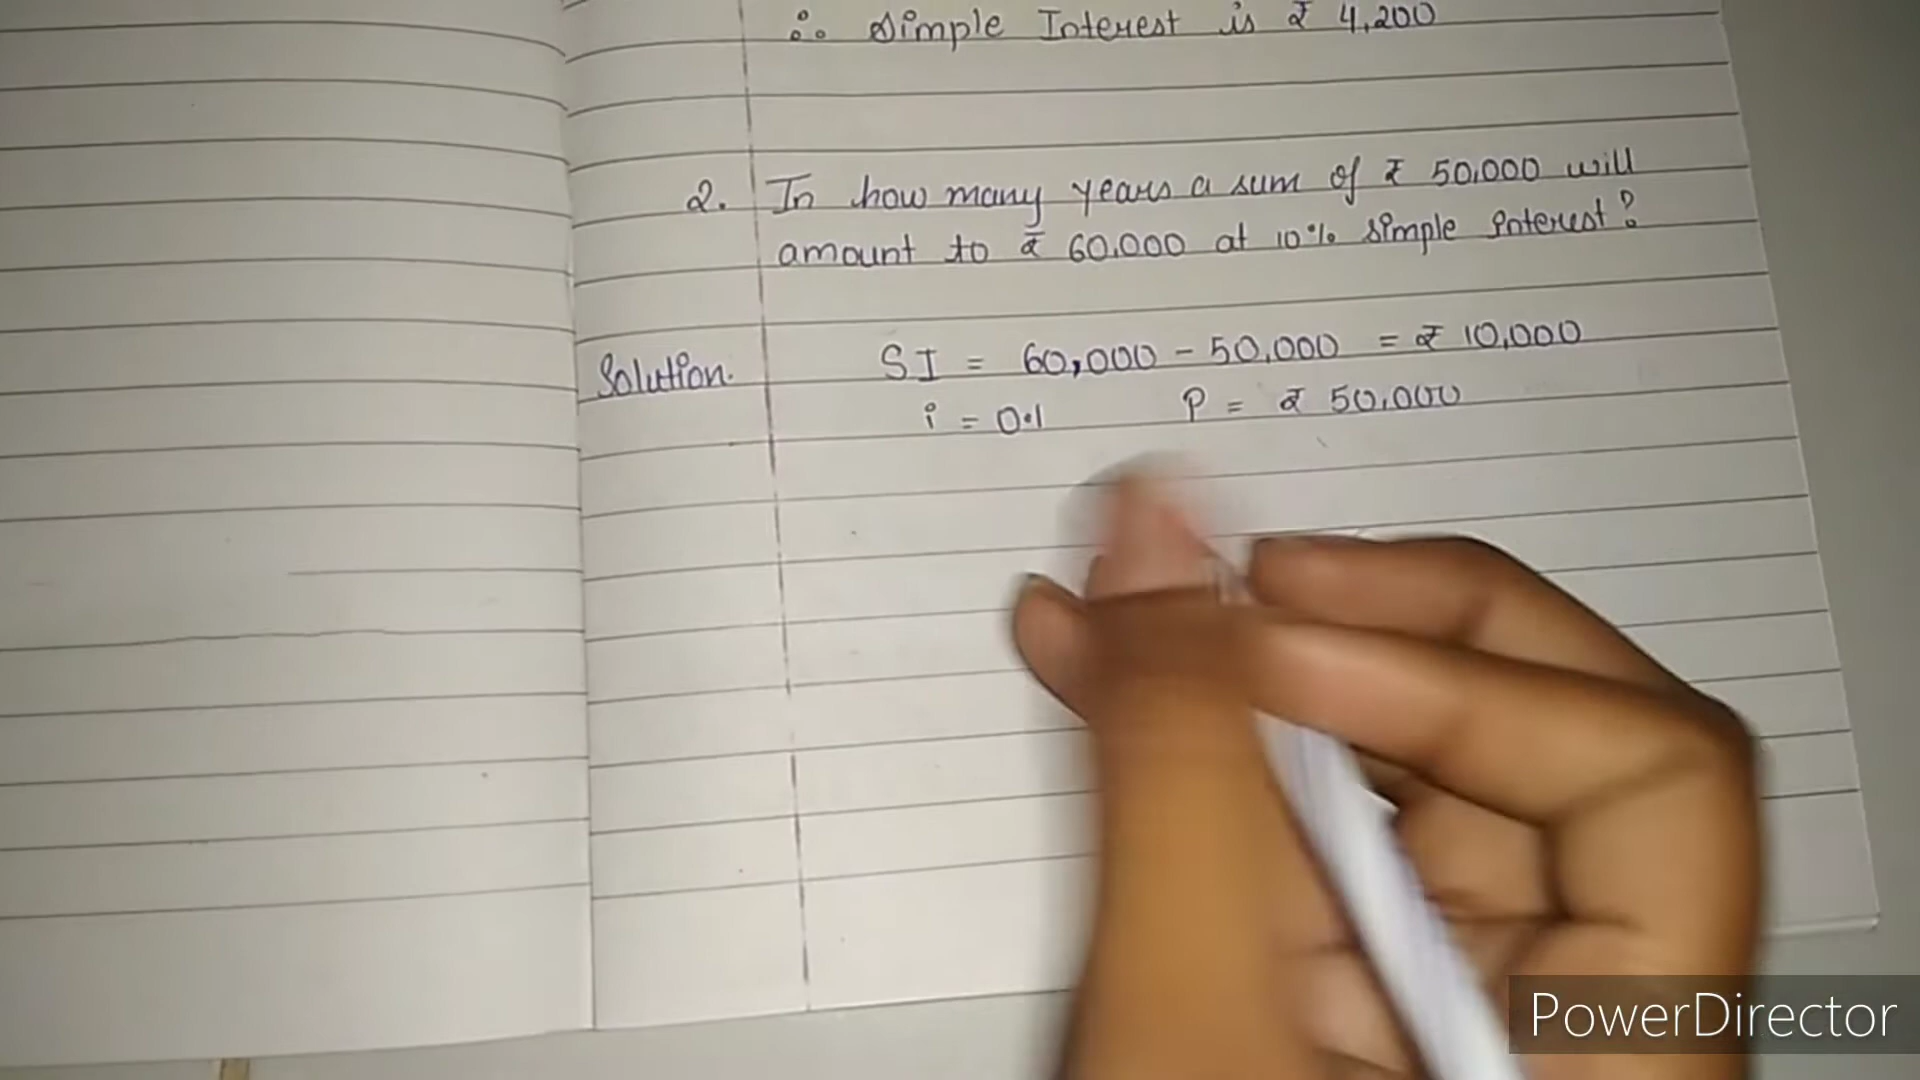 ∴ Simple Interest is ₹ 4,200
2. In how many years a sum of ₹ 50,000 will
amount to ₹ 60,000 at 10% simple interest?
Solution. SI = 60,000 - 50,000 = ₹ 10,000
i = 0.1 P = ₹ 50,000
PowerDirector